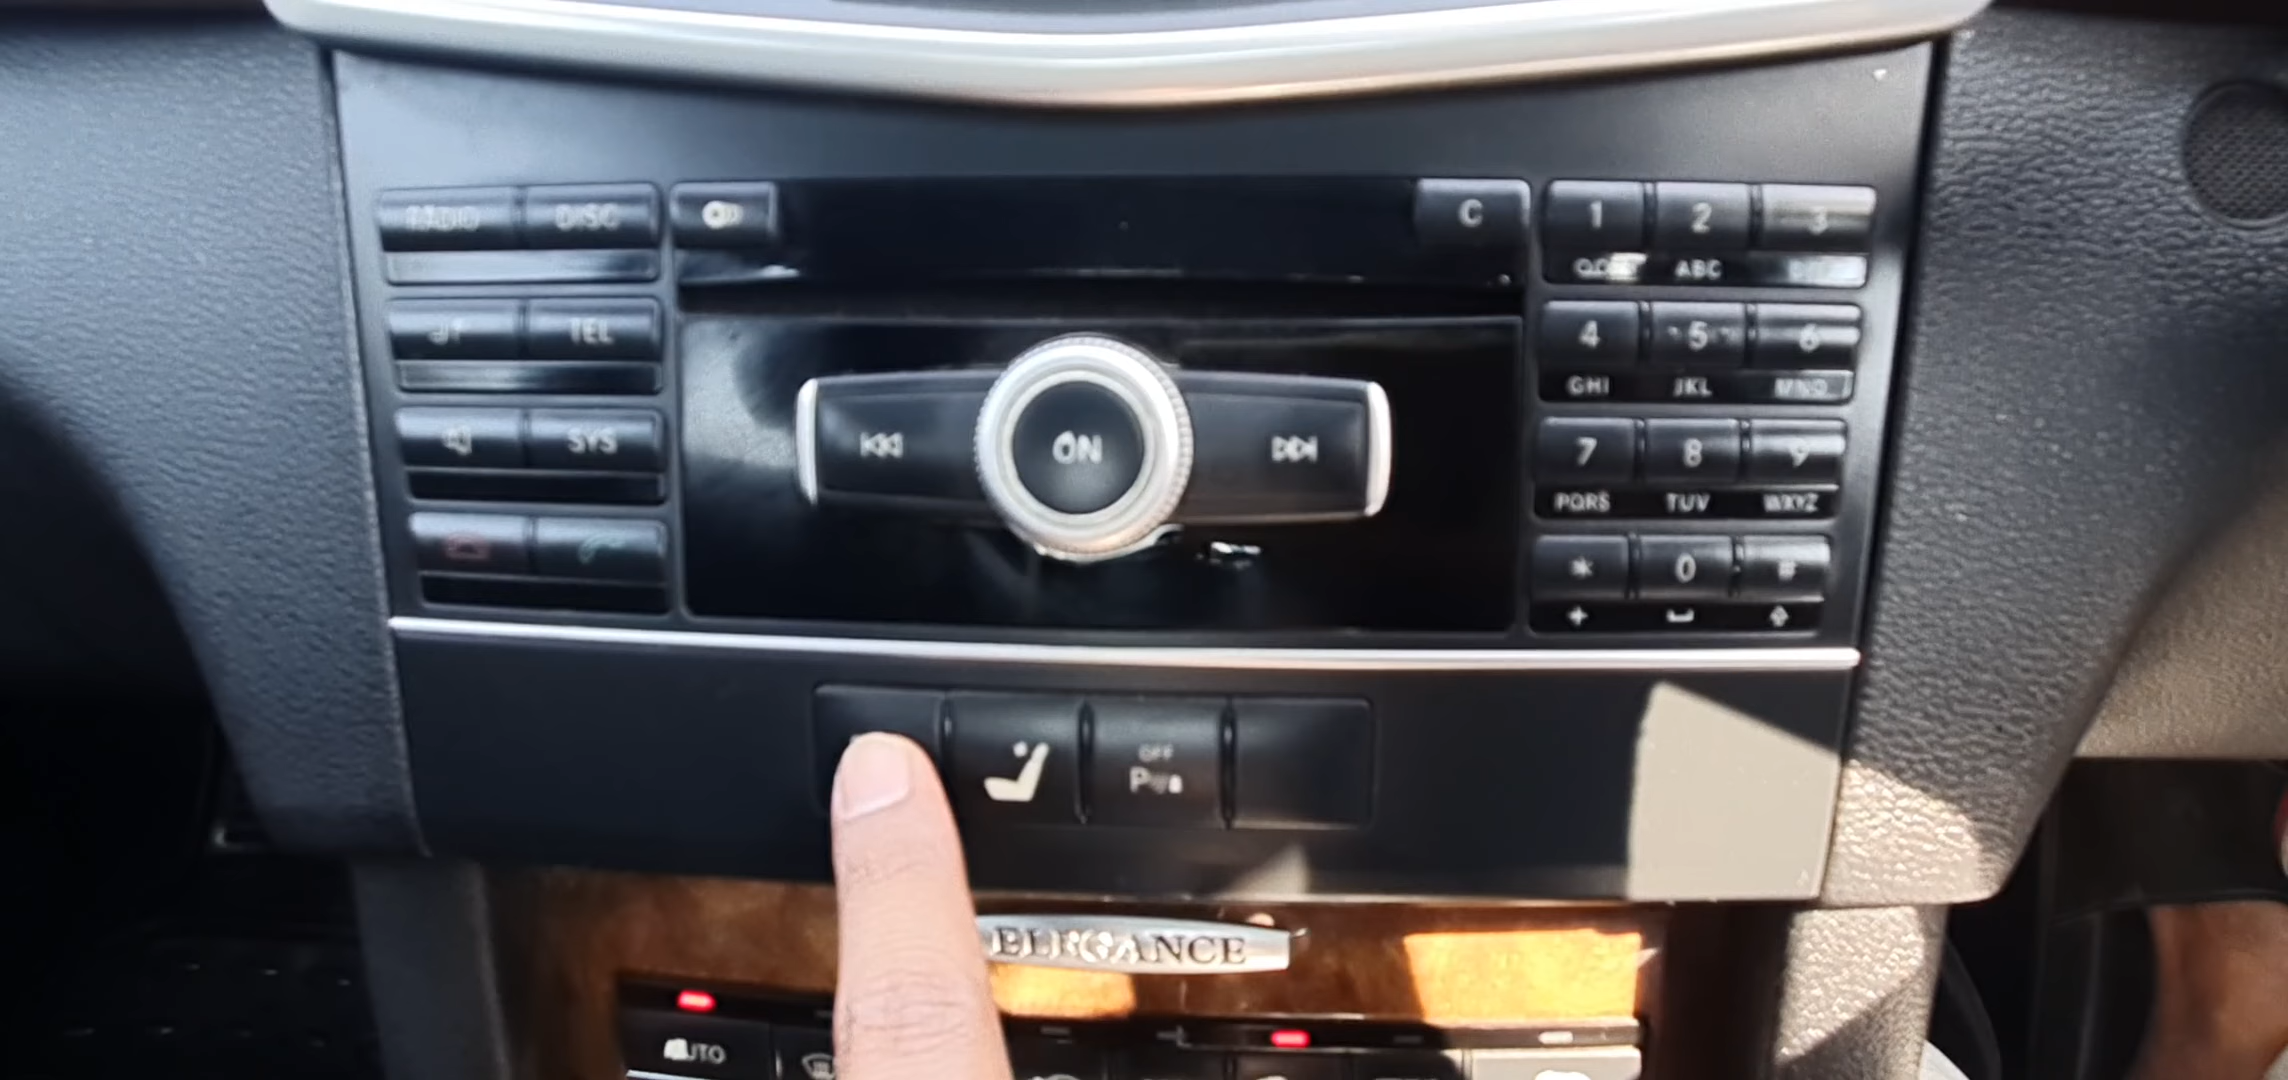 RADIO DISC C 1 2 3
ABC
TEL 4 5 6
GHI JKL MNO
ON
SYS 7 8 9
PQRS TUV WXYZ
* 0 #
OFF
ELEGANCE
AUTO